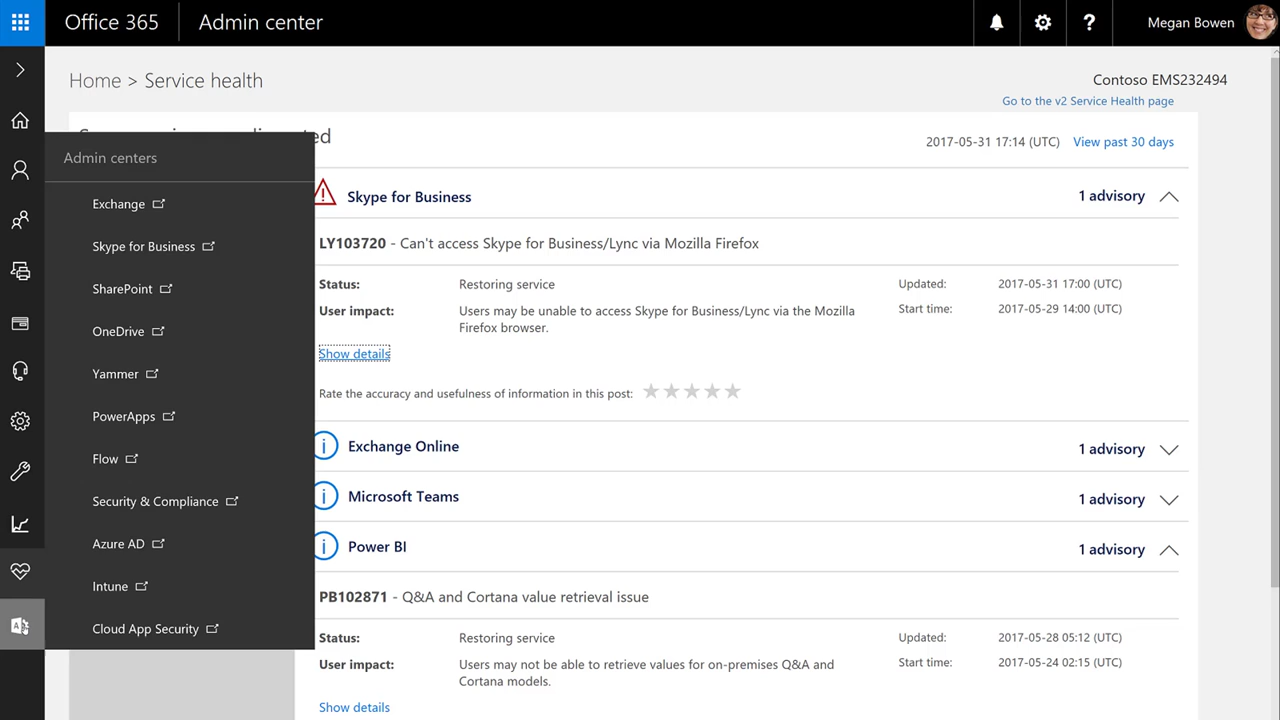 Office 365
Admin center
Megan Bowen
Home > Service health
Contoso EMS232494
Go to the v2 Service Health page
ed
2017-05-31 17:14 (UTC)
View past 30 days
Admin centers
Exchange
Skype for Business
SharePoint
OneDrive
Yammer
PowerApps
Flow
Security & Compliance
Azure AD
Intune
Cloud App Security
Skype for Business
1 advisory
LY103720 - Can't access Skype for Business/Lync via Mozilla Firefox
Status:
Restoring service
Updated:
2017-05-31 17:00 (UTC)
User impact:
Users may be unable to access Skype for Business/Lync via the Mozilla
Firefox browser.
Start time:
2017-05-29 14:00 (UTC)
Show details
Rate the accuracy and usefulness of information in this post:
Exchange Online
1 advisory
Microsoft Teams
1 advisory
Power BI
1 advisory
PB102871 - Q&A and Cortana value retrieval issue
Status:
Restoring service
Updated:
2017-05-28 05:12 (UTC)
User impact:
Users may not be able to retrieve values for on-premises Q&A and
Cortana models.
Start time:
2017-05-24 02:15 (UTC)
Show details